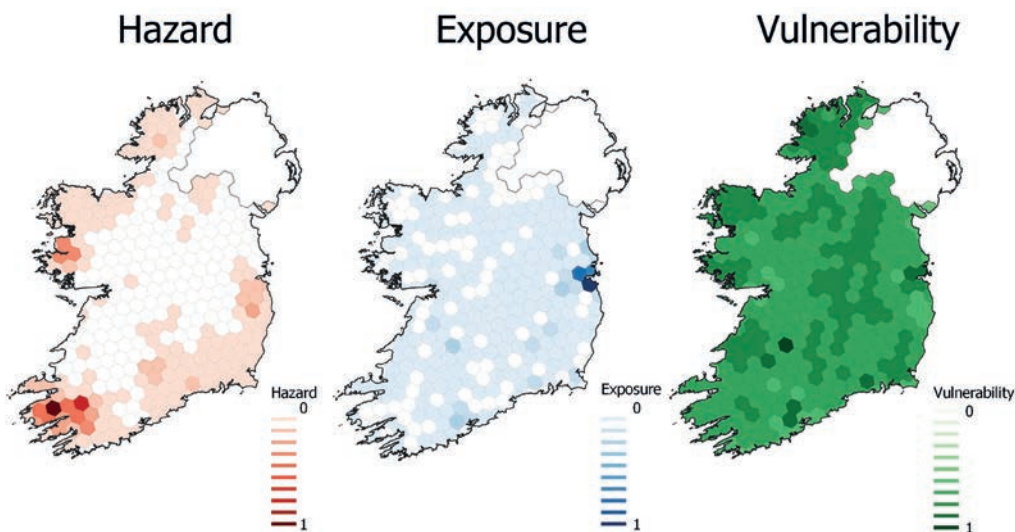 Hazard
Exposure
Vulnerability
Hazard
0
1
Exposure
0
1
Vulnerability
0
1